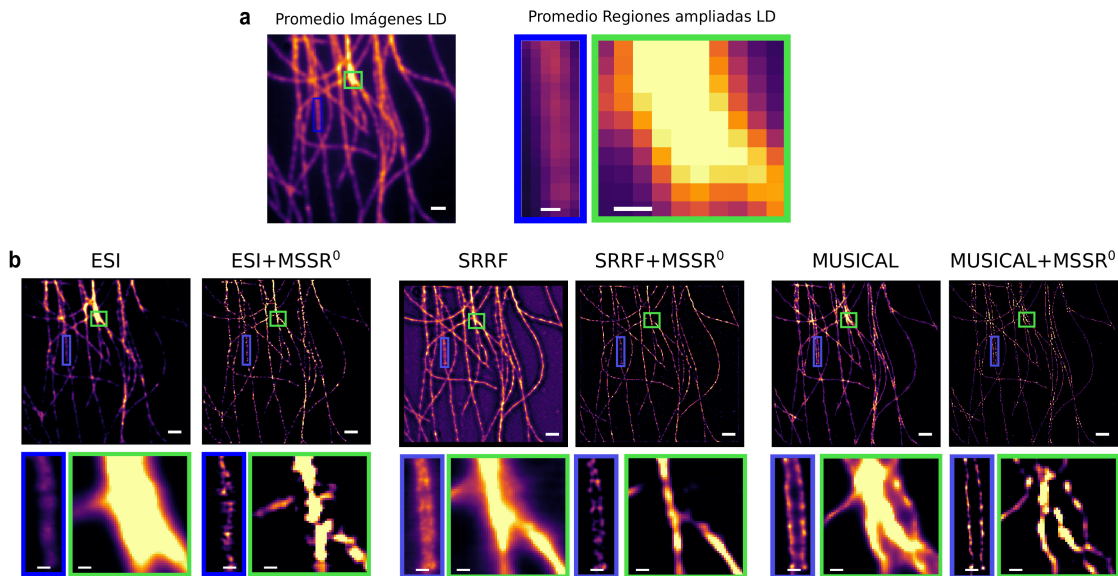 a
Promedio Imágenes LD
Promedio Regiones ampliadas LD
b
ESI
ESI+MSSR⁰
SRRF
SRRF+MSSR⁰
MUSICAL
MUSICAL+MSSR⁰